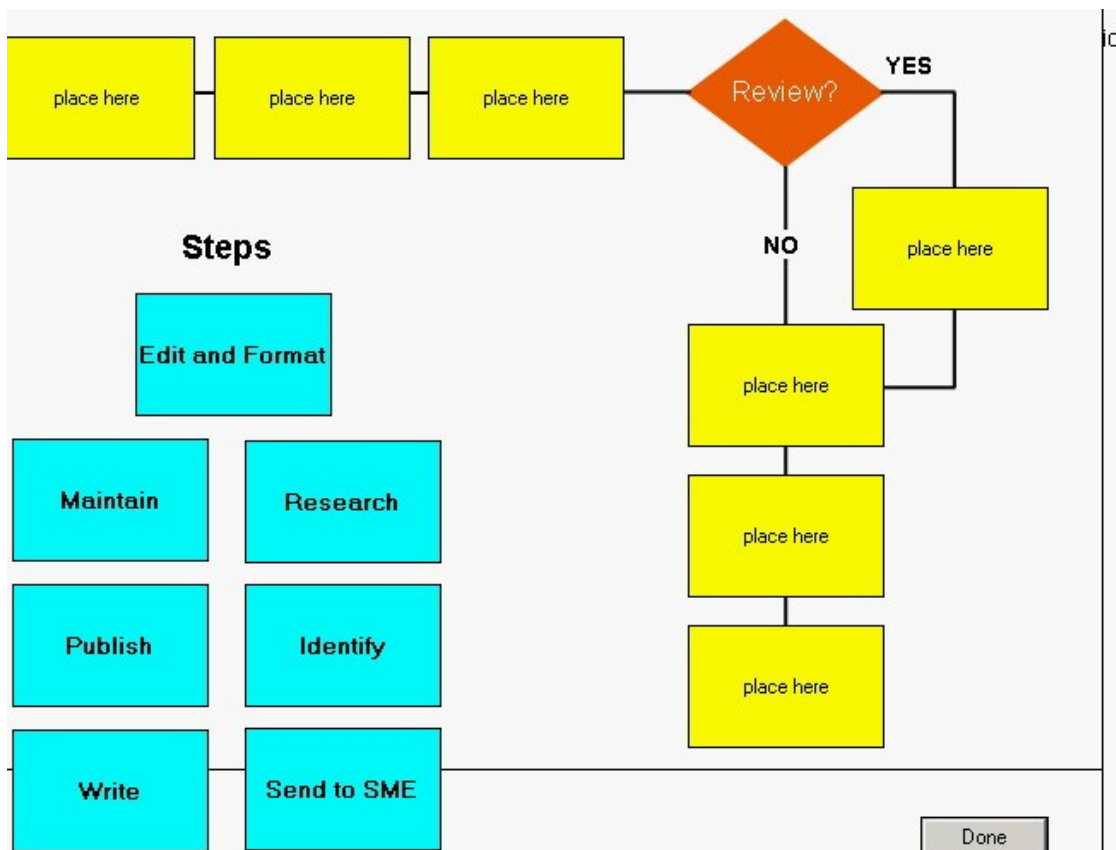 place here
place here
place here
Review?
YES
NO
place here
Steps
Edit and Format
place here
Maintain
Research
place here
Publish
Identify
place here
Write
Send to SME
Done